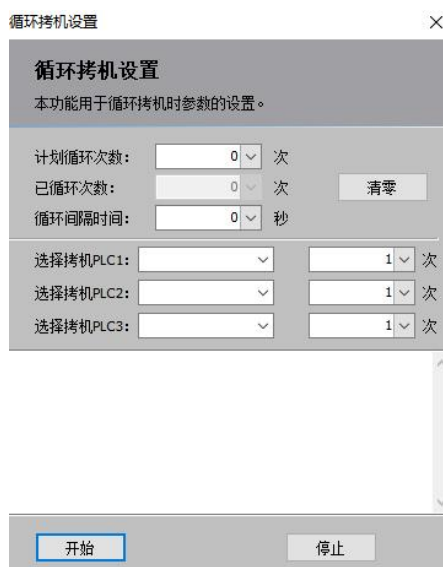 循环拷机设置
循环拷机设置
本功能用于循环拷机时参数的设置。
计划循环次数: 0 次
已循环次数: 0 次 清零
循环间隔时间: 0 秒
选择拷机PLC1: 1 次
选择拷机PLC2: 1 次
选择拷机PLC3: 1 次
开始 停止